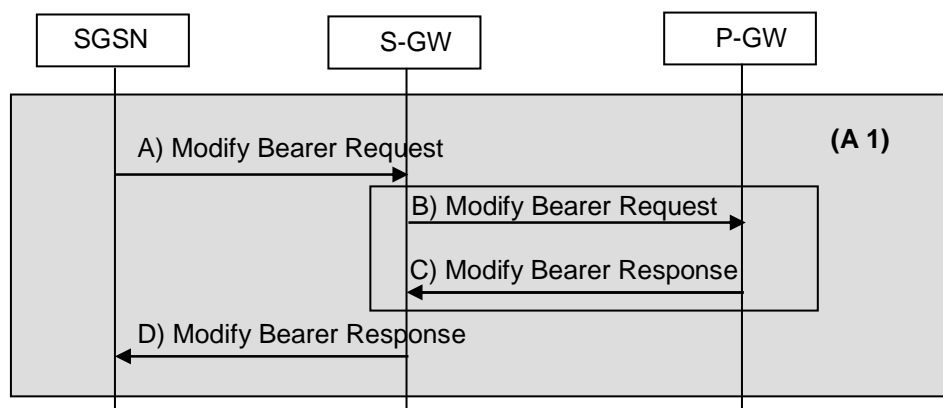 SGSN
S-GW
P-GW
(A 1)
A) Modify Bearer Request
B) Modify Bearer Request
C) Modify Bearer Response
D) Modify Bearer Response